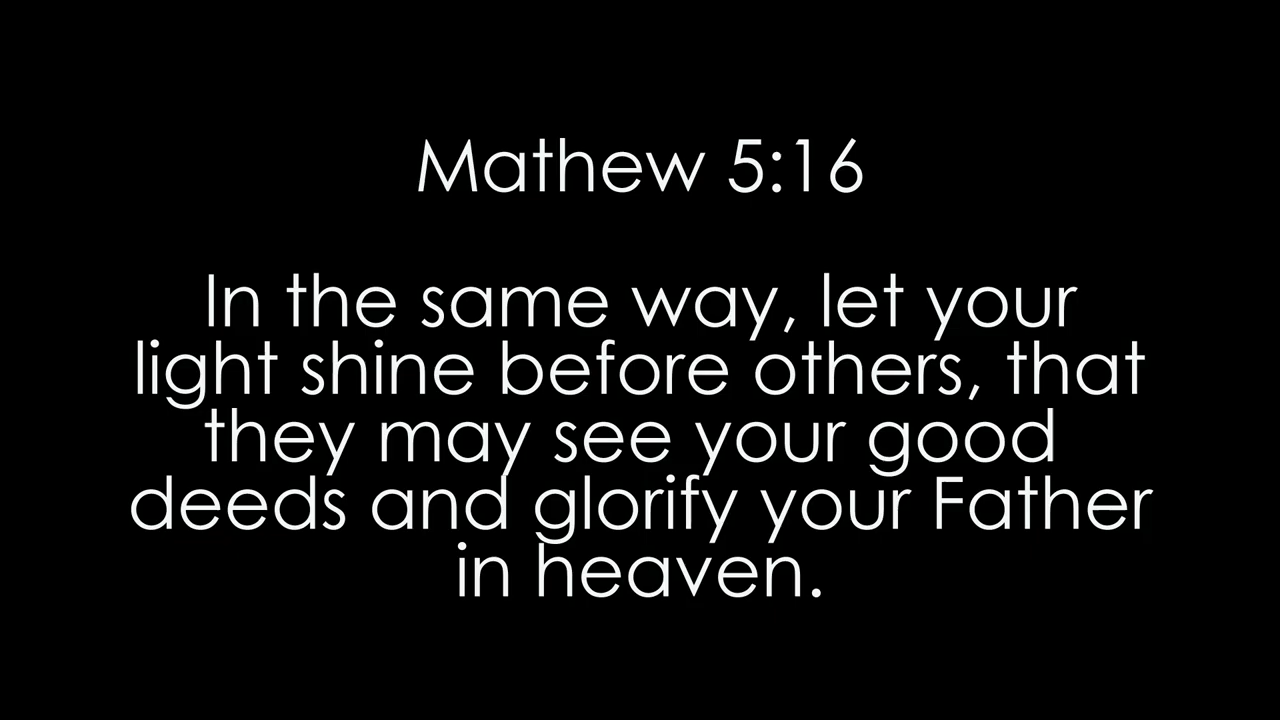 Mathew 5:16
In the same way, let your
light shine before others, that
they may see your good
deeds and glorify your Father
in heaven.